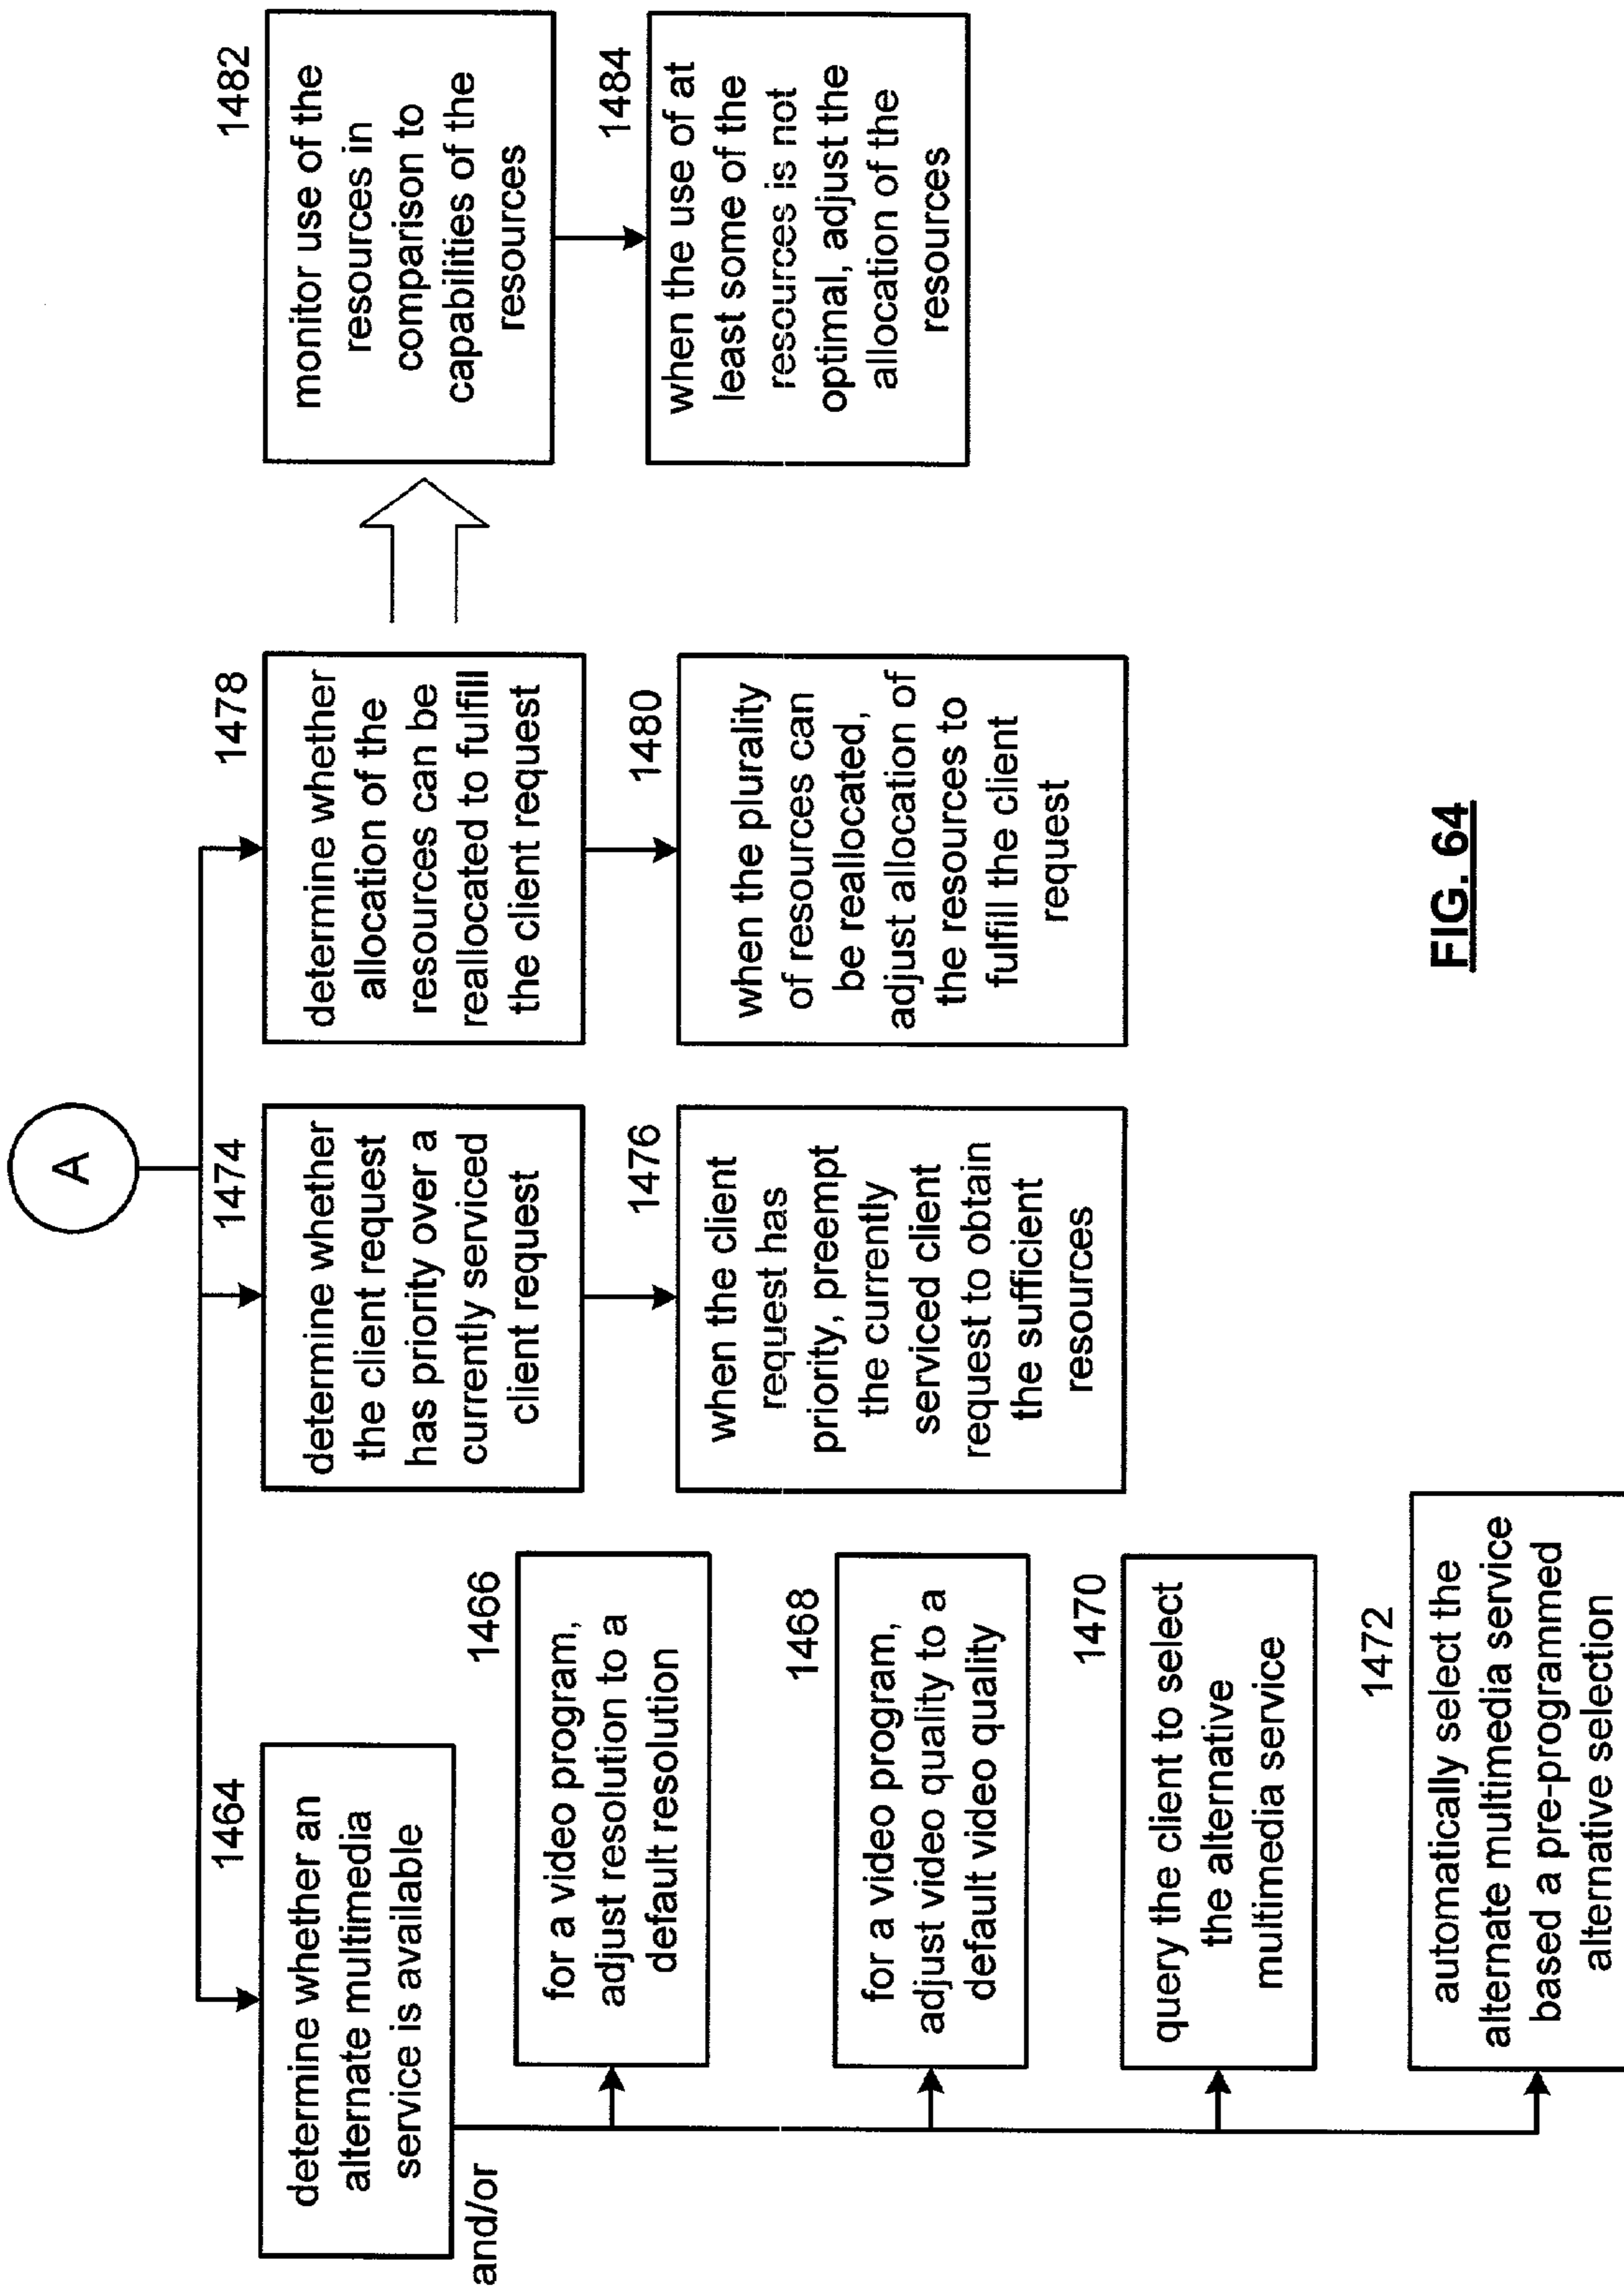 A
1464
determine whether an
alternate multimedia
service is available
and/or
1466
for a video program,
adjust resolution to a
default resolution
1468
for a video program,
adjust video quality to a
default video quality
1470
query the client to select
the alternative
multimedia service
1472
automatically select the
alternate multimedia service
based a pre-programmed
alternative selection
1474
determine whether
the client request
has priority over a
currently serviced
client request
1476
when the client
request has
priority, preempt
the currently
serviced client
request to obtain
the sufficient
resources
1478
determine whether
allocation of the
resources can be
reallocated to fulfill
the client request
1480
when the plurality
of resources can
be reallocated,
adjust allocation of
the resources to
fulfill the client
request
1482
monitor use of the
resources in
comparison to
capabilities of the
resources
1484
when the use of at
least some of the
resources is not
optimal, adjust the
allocation of the
resources
FIG. 64